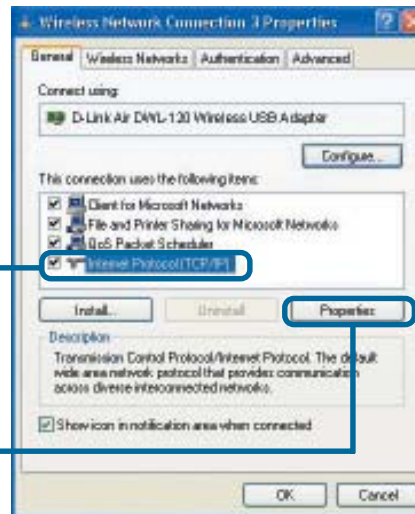 Wireless Network Connection 3 Properties
General Wireless Networks Authentication Advanced
Connect using:
D-Link Air DWL-120 Wireless USB Adapter
Configure...
This connection uses the following items:
Client for Microsoft Networks
File and Printer Sharing for Microsoft Networks
QoS Packet Scheduler
Internet Protocol (TCP/IP)
Install... Uninstall Properties
Description
Transmission Control Protocol/Internet Protocol. The default
wide area network protocol that provides communication
across diverse interconnected networks.
Show icon in notification area when connected
OK Cancel